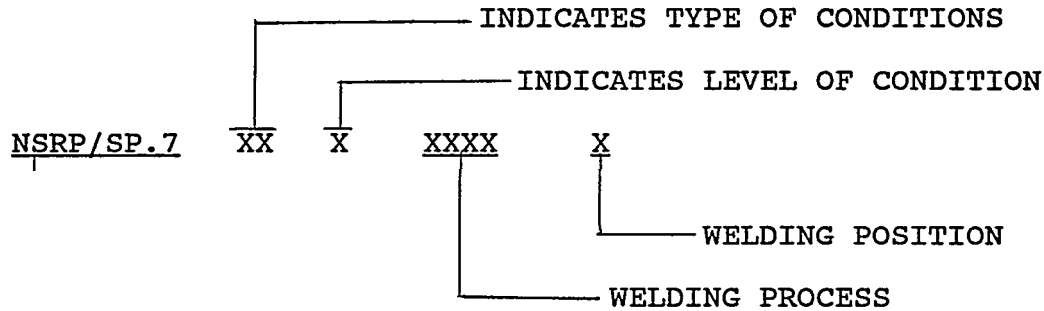 INDICATES TYPE OF CONDITIONS
INDICATES LEVEL OF CONDITION
NSRP/SP.7 XX X XXXX X
WELDING POSITION
WELDING PROCESS